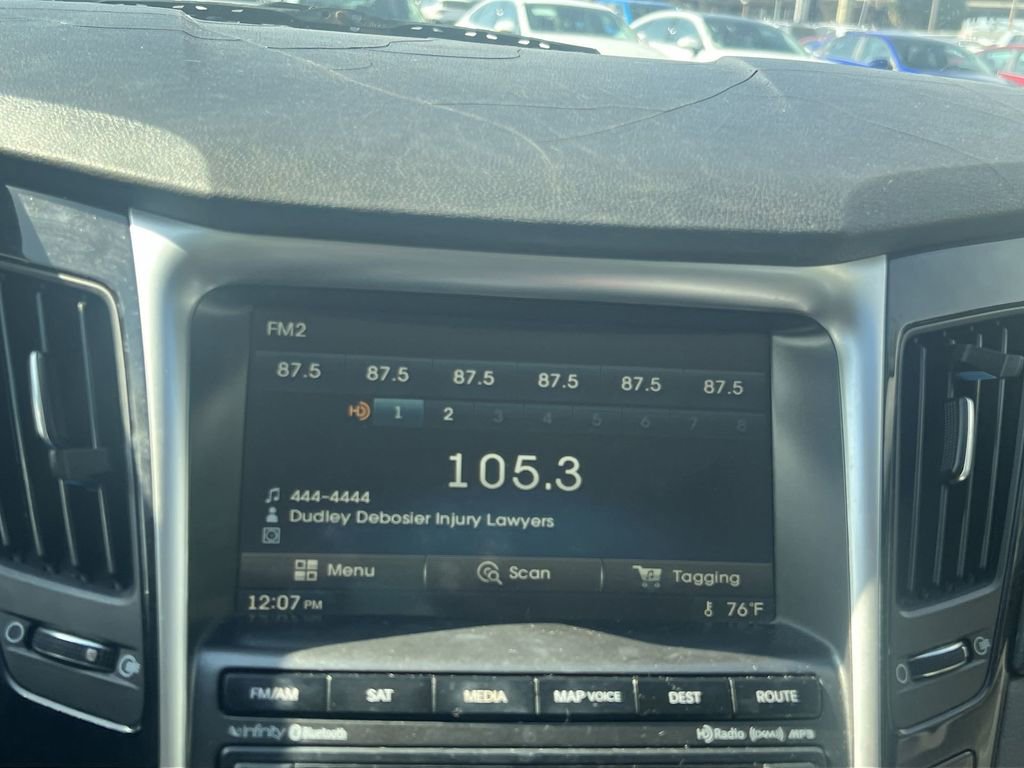 FM2
87.5 87.5 87.5 87.5 87.5 87.5
HD 1 2 3 4 5 6 7 8
105.3
444-4444
Dudley Debosier Injury Lawyers
Menu Scan Tagging
12:07 PM 76°F
FM/AM SAT MEDIA MAP VOICE DEST ROUTE
infinity Bluetooth HD Radio ((XM)) MP3